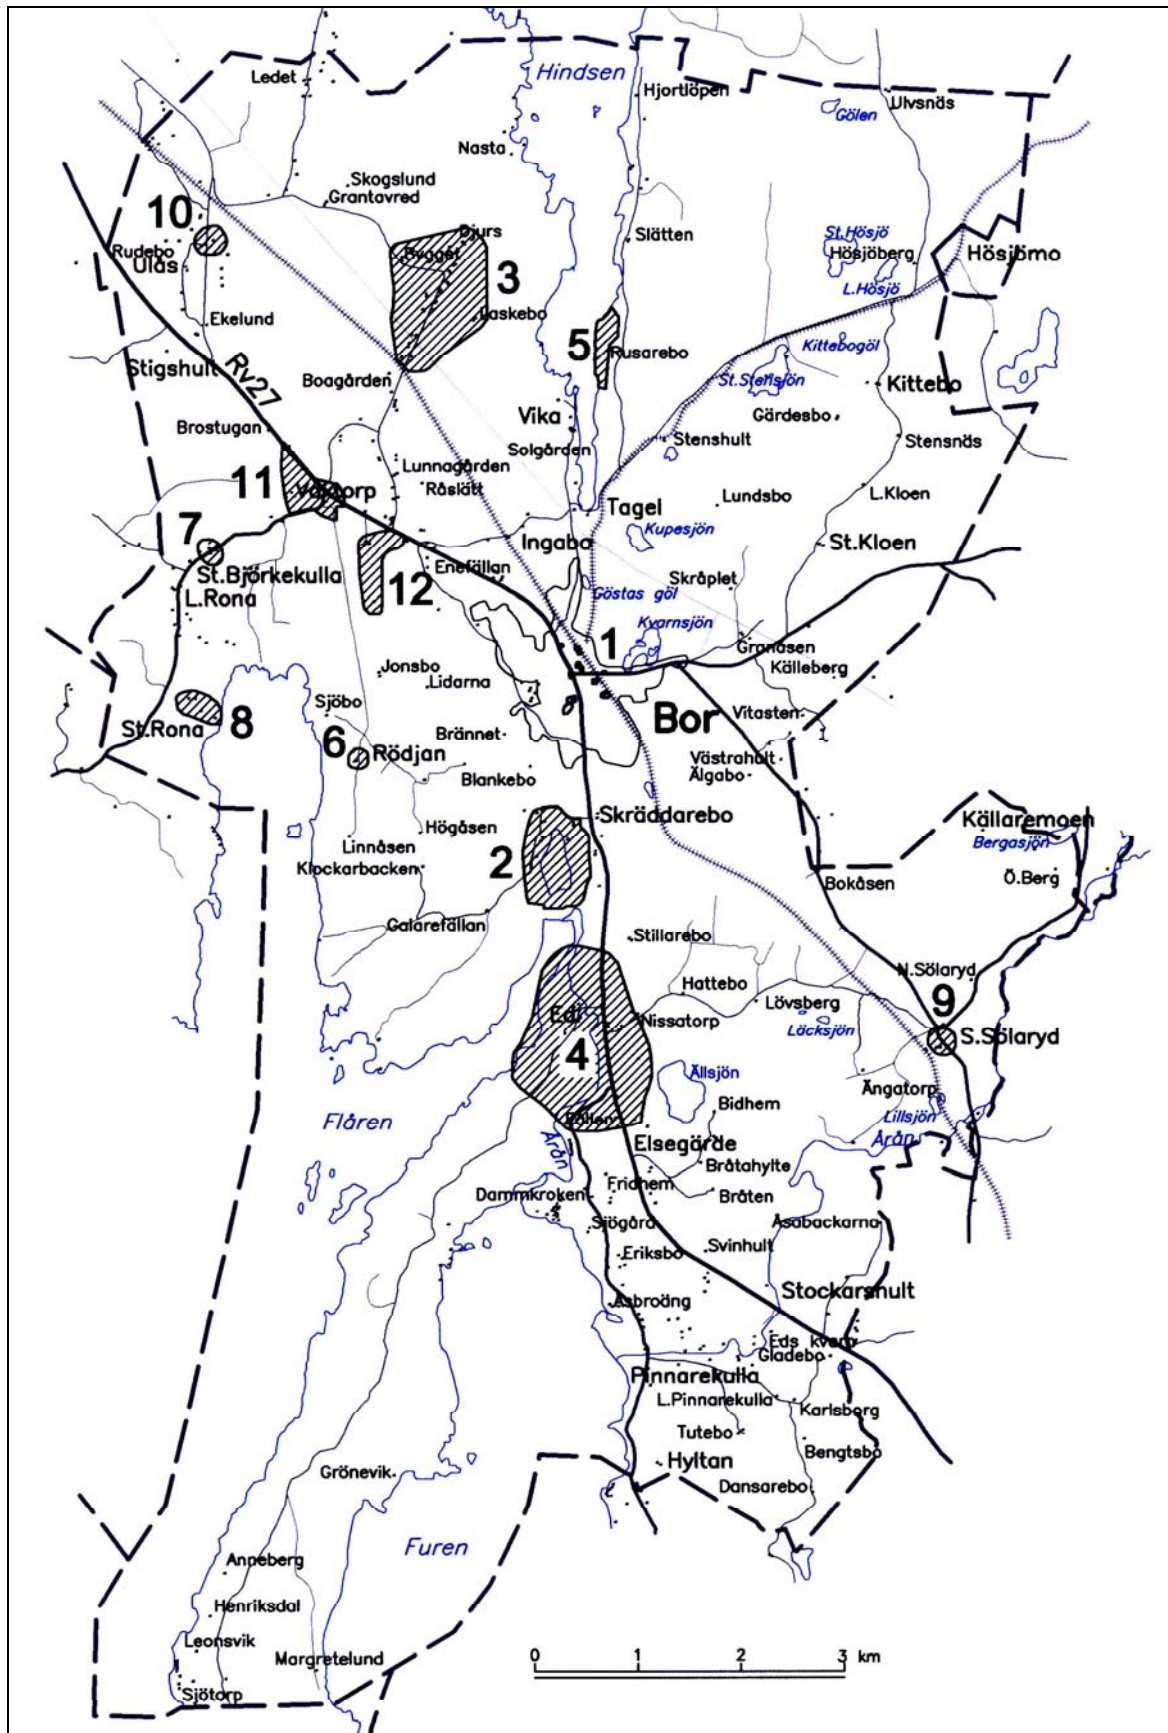 Ledet
Hindsen
Hjortlöpen
Ulvsnäs
Gölen
Nasta
Skogslund
Grantavred
10
Djurs
Slätten
St.Hösjö
Rudebo
Ulås
Rygget
3
Hösjöberg
Hösjömo
L.Hösjö
Ekelund
Laskebo
5
Rusarebo
Kittebogöl
Stigshult
Rv27
Boagården
St.Stensjön
Kittebo
Vika
Gärdesbo
Brostugan
Solgården
Stenshult
Stensnäs
11
Lunnagården
Råslätt
Lundsbo
L.Kloen
Tagel
7
Kupesjön
Ingabo
St.Kloen
St.Björkekulla
Enefällan
L.Rona
12
Skråplet
Göstas göl
Kvarnsjön
1
Granåsen
Källeberg
Jonsbo
Lidarna
Sjöbo
St.Rona
8
Bor
Vitasten
6
Rödjan
Brännet
Västrahult
Älgabo
Blankebo
Skräddarebo
Källaremoen
Högåsen
Linnåsen
2
Bergasjön
Klockarbacken
Bokåsen
Ö.Berg
Galarefällan
Stillarebo
N.Sölaryd
Hattebo
9
Lövsberg
Edi
Nissatorp
Läcksjön
S.Sölaryd
4
Ällsjön
Ängatorp
Bidhem
Lillsjön
Flåren
Årån
Elsegärde
Årån
Bråtahylte
Fridhem
Dammkroken
Bråten
Sjögård
Åsabackarna
Eriksbo
Svinhult
Stockarshult
Åsbroäng
Eds kvarn
Gladebo
Pinnarekulla
L.Pinnarekulla
Karlsborg
Tutebo
Bengtsbo
Hyltan
Grönevik
Dansarebo
Furen
Anneberg
Henriksdal
Leonsvik
Margretelund
0 1 2 3 km
Sjötorp